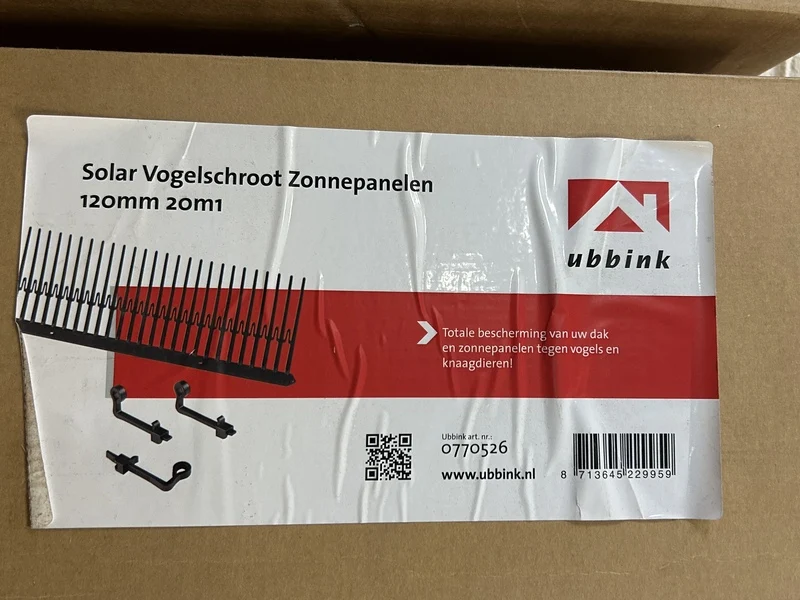 Solar Vogelschroot Zonnepanelen
120mm 20m1
ubbink
Totale bescherming van uw dak
en zonnepanelen tegen vogels en
knaagdieren!
Ubbink art. nr.:
0770526
www.ubbink.nl
8 713645 229959